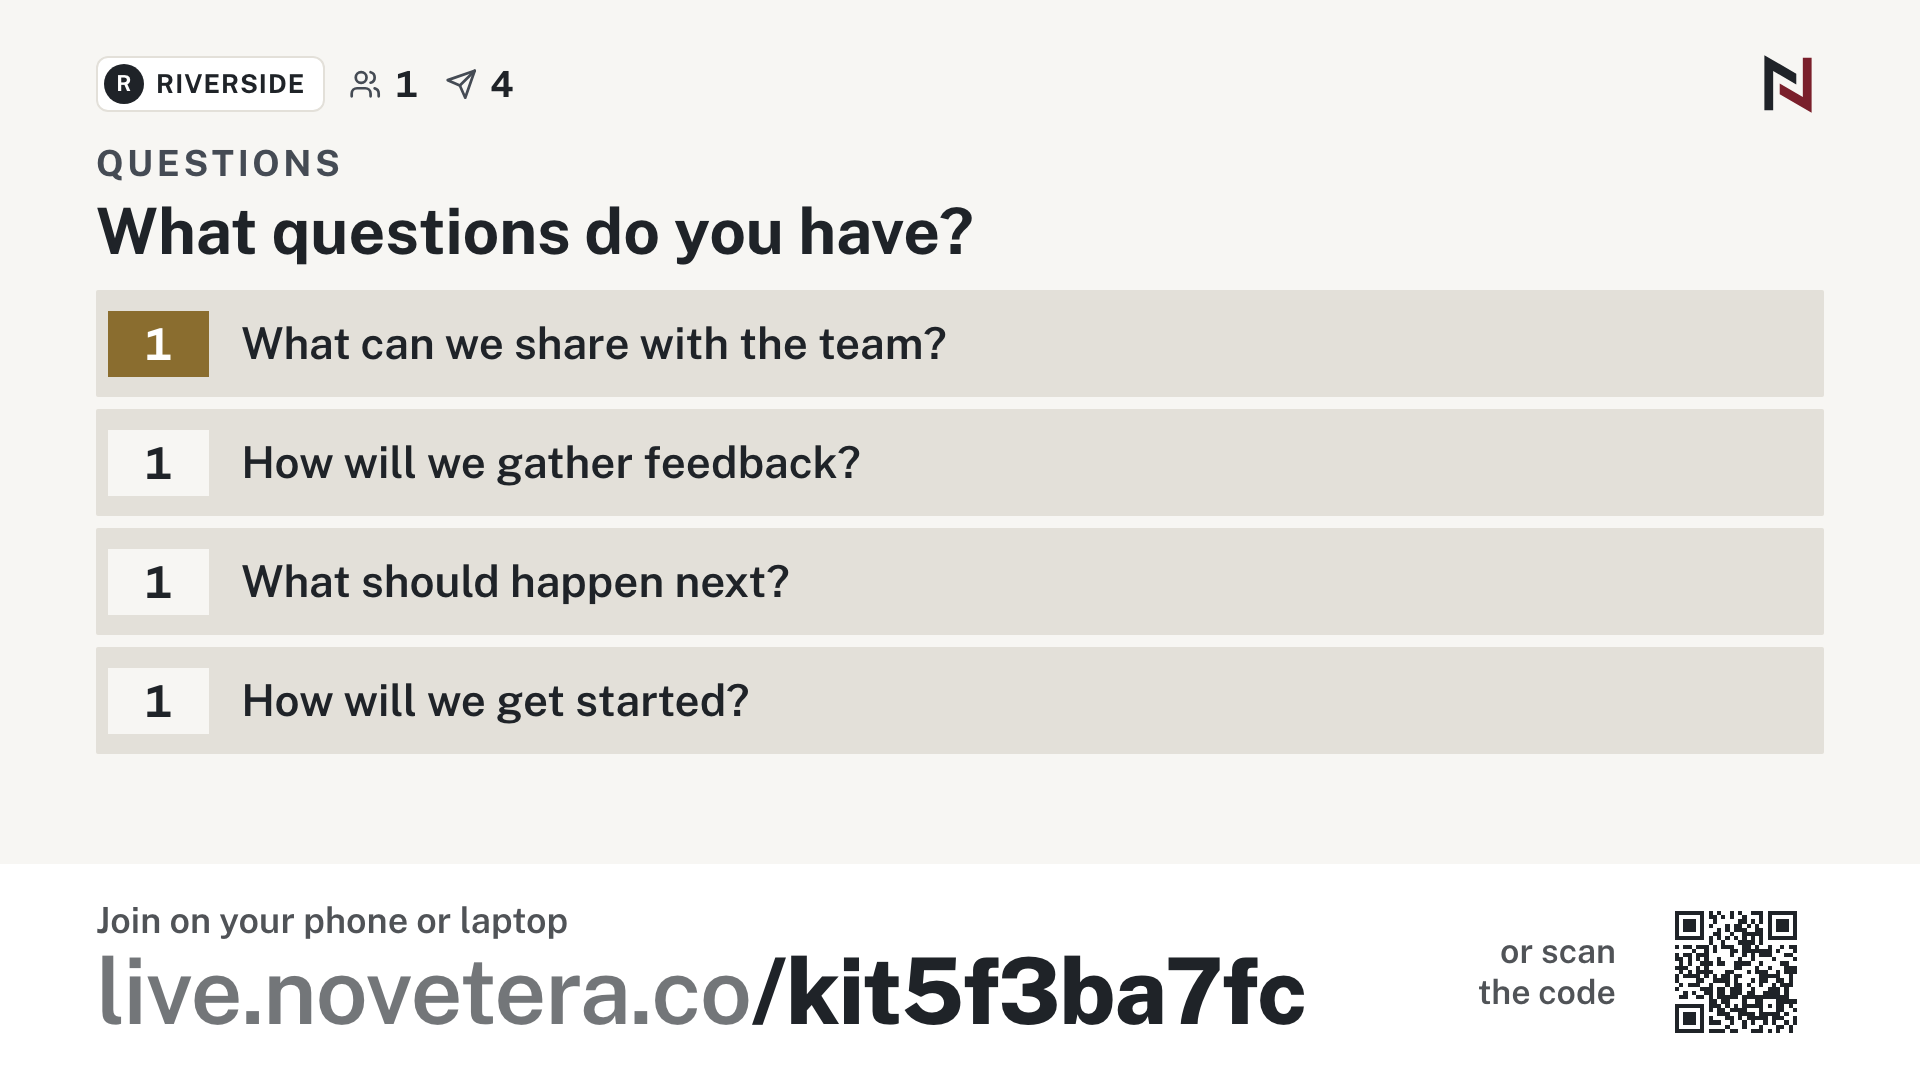 R RIVERSIDE 1 4
QUESTIONS
What questions do you have?
1 What can we share with the team?
1 How will we gather feedback?
1 What should happen next?
1 How will we get started?
Join on your phone or laptop
live.novetera.co/kit5f3ba7fc
or scan
the code